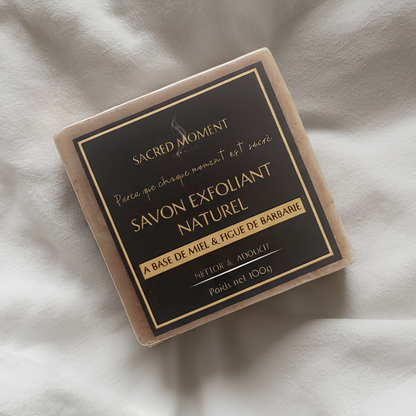 SACRED MOMENT
Parce que chaque moment est sacré
SAVON EXFOLIANT
NATUREL
A BASE DE MIEL & FIGUE DE BARBARIE
NETTOIE & ADOUCIT
Poids net 100g